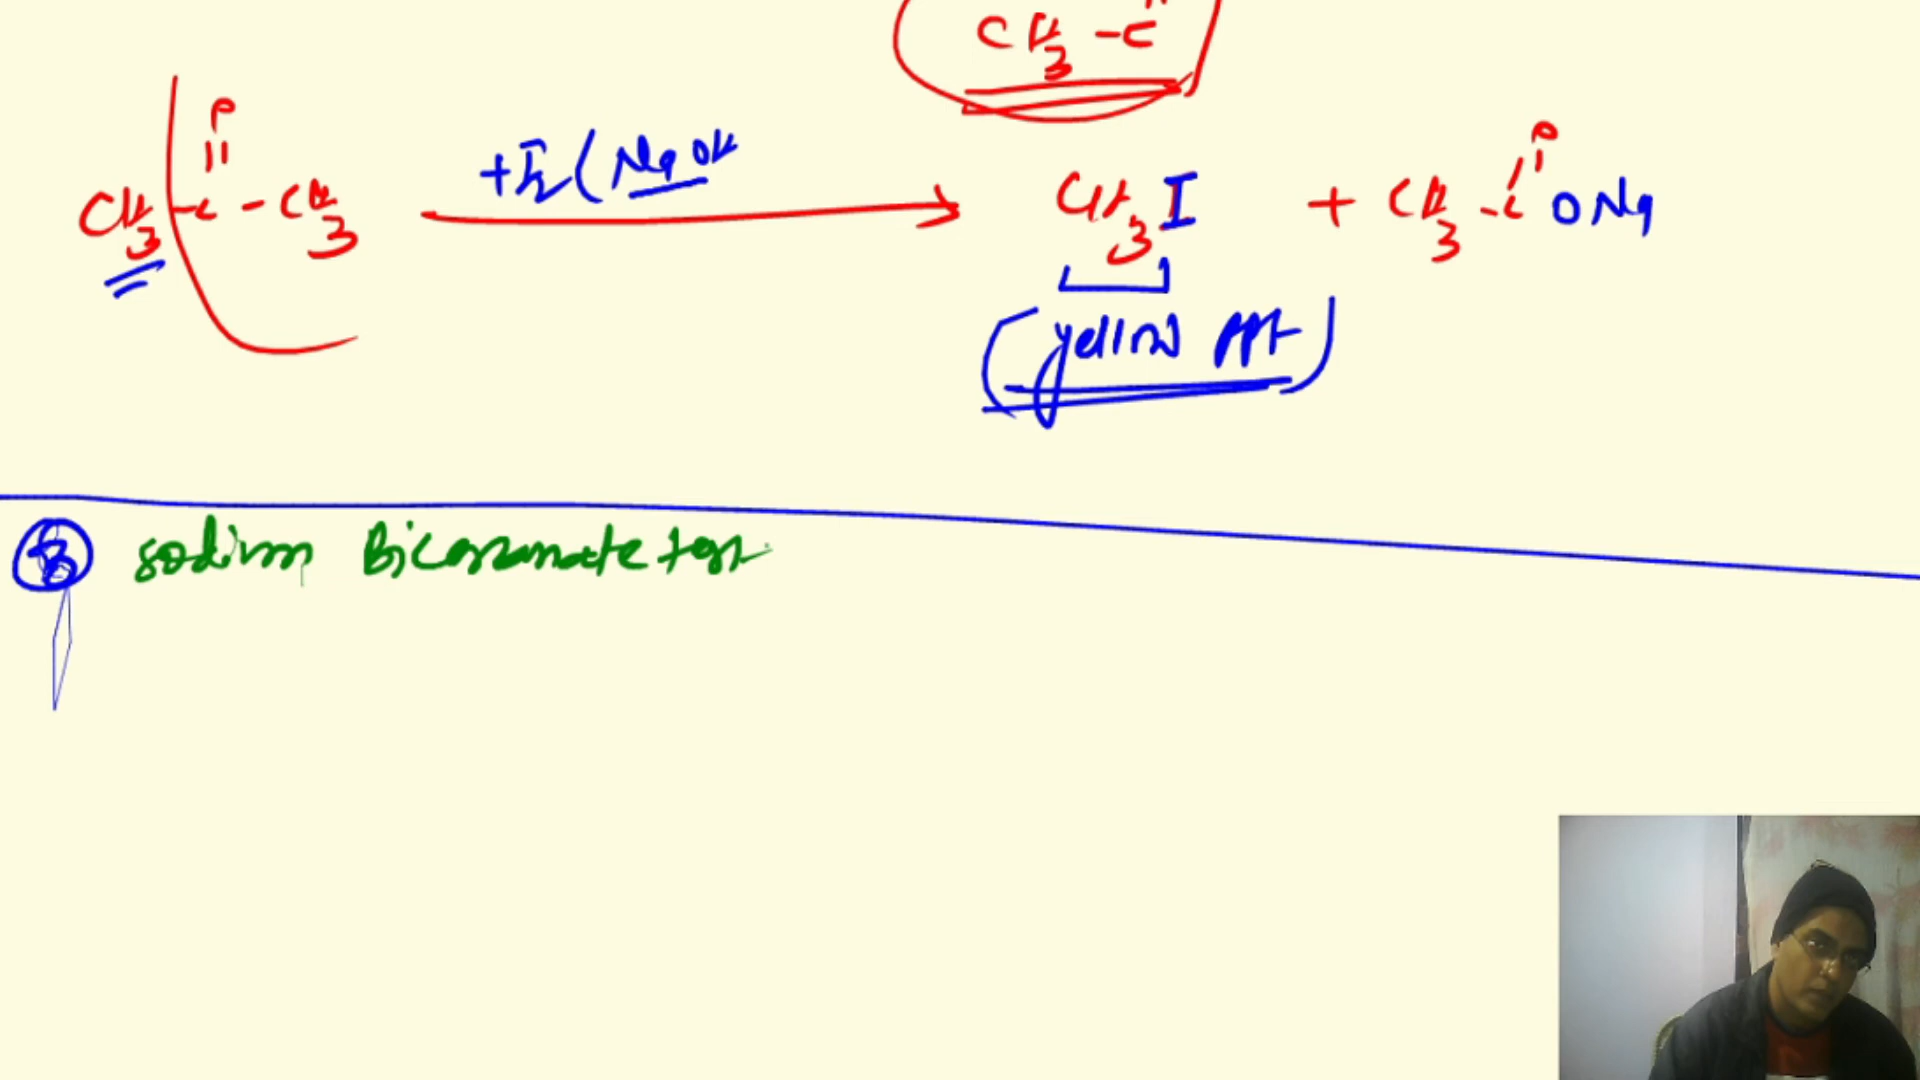 CH3 - C
O
CH3 - C - CH3 +I2 (NaOH CH3I + CH3 - C ONa
O
(yellow ppt)
③ sodium Bicarbonate test